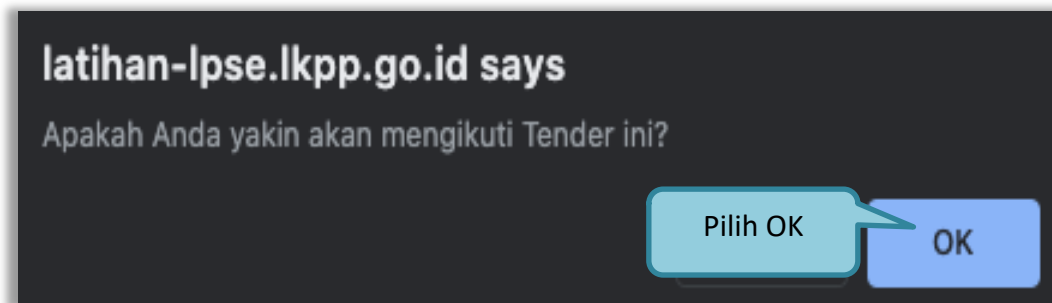 latihan-lpse.lkpp.go.id says
Apakah Anda yakin akan mengikuti Tender ini?
Pilih OK
OK